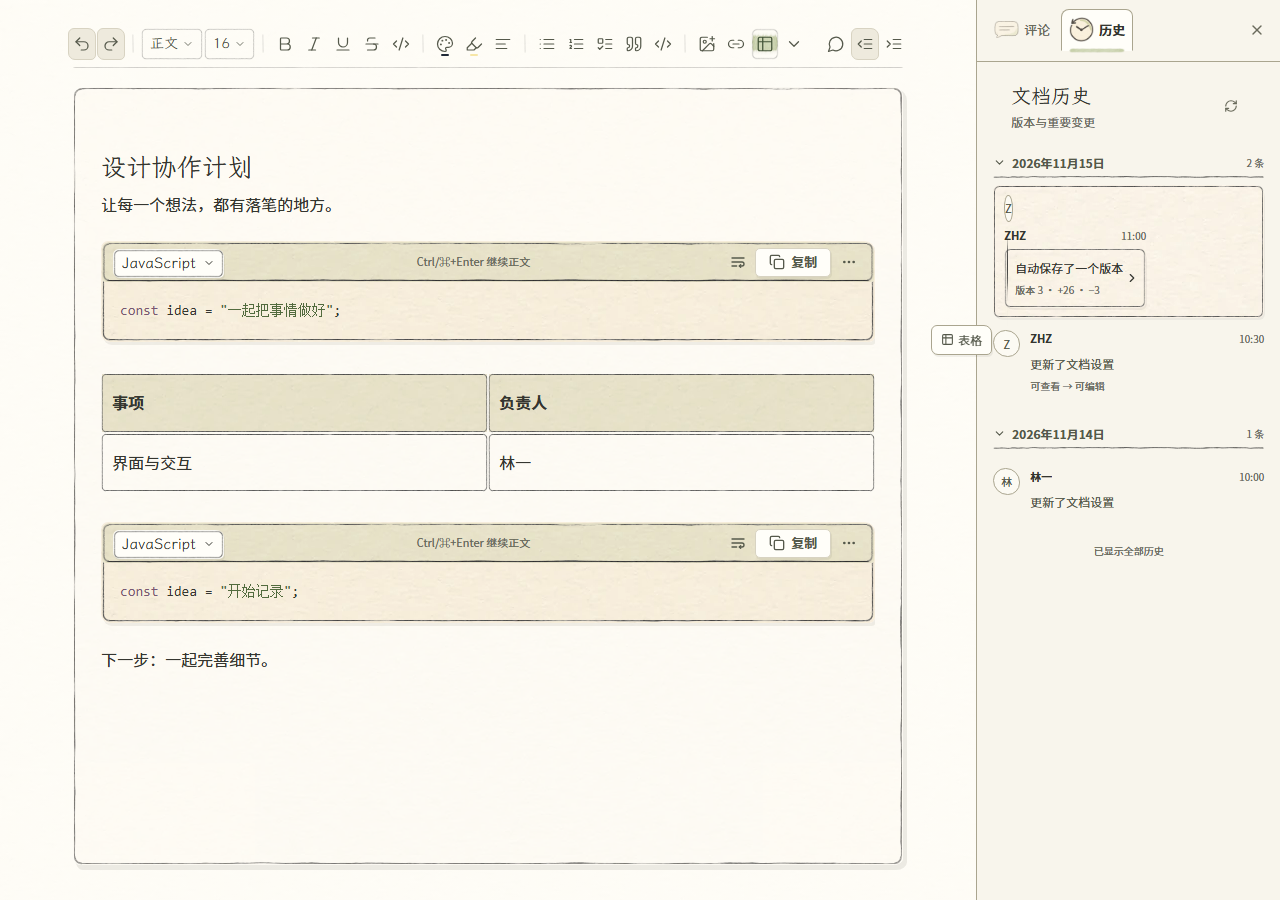 正文 16
评论 历史
文档历史
版本与重要变更
设计协作计划
让每一个想法，都有落笔的地方。
JavaScript Ctrl/⌘+Enter 继续正文 复制
const idea = "一起把事情做好";
事项 负责人
界面与交互 林一
JavaScript Ctrl/⌘+Enter 继续正文 复制
const idea = "开始记录";
下一步：一起完善细节。
表格
2026年11月15日 2 条
Z
ZHZ 11:00
自动保存了一个版本
版本 3 · +26 · −3
Z ZHZ 10:30
更新了文档设置
可查看 → 可编辑
2026年11月14日 1 条
林 林一 10:00
更新了文档设置
已显示全部历史